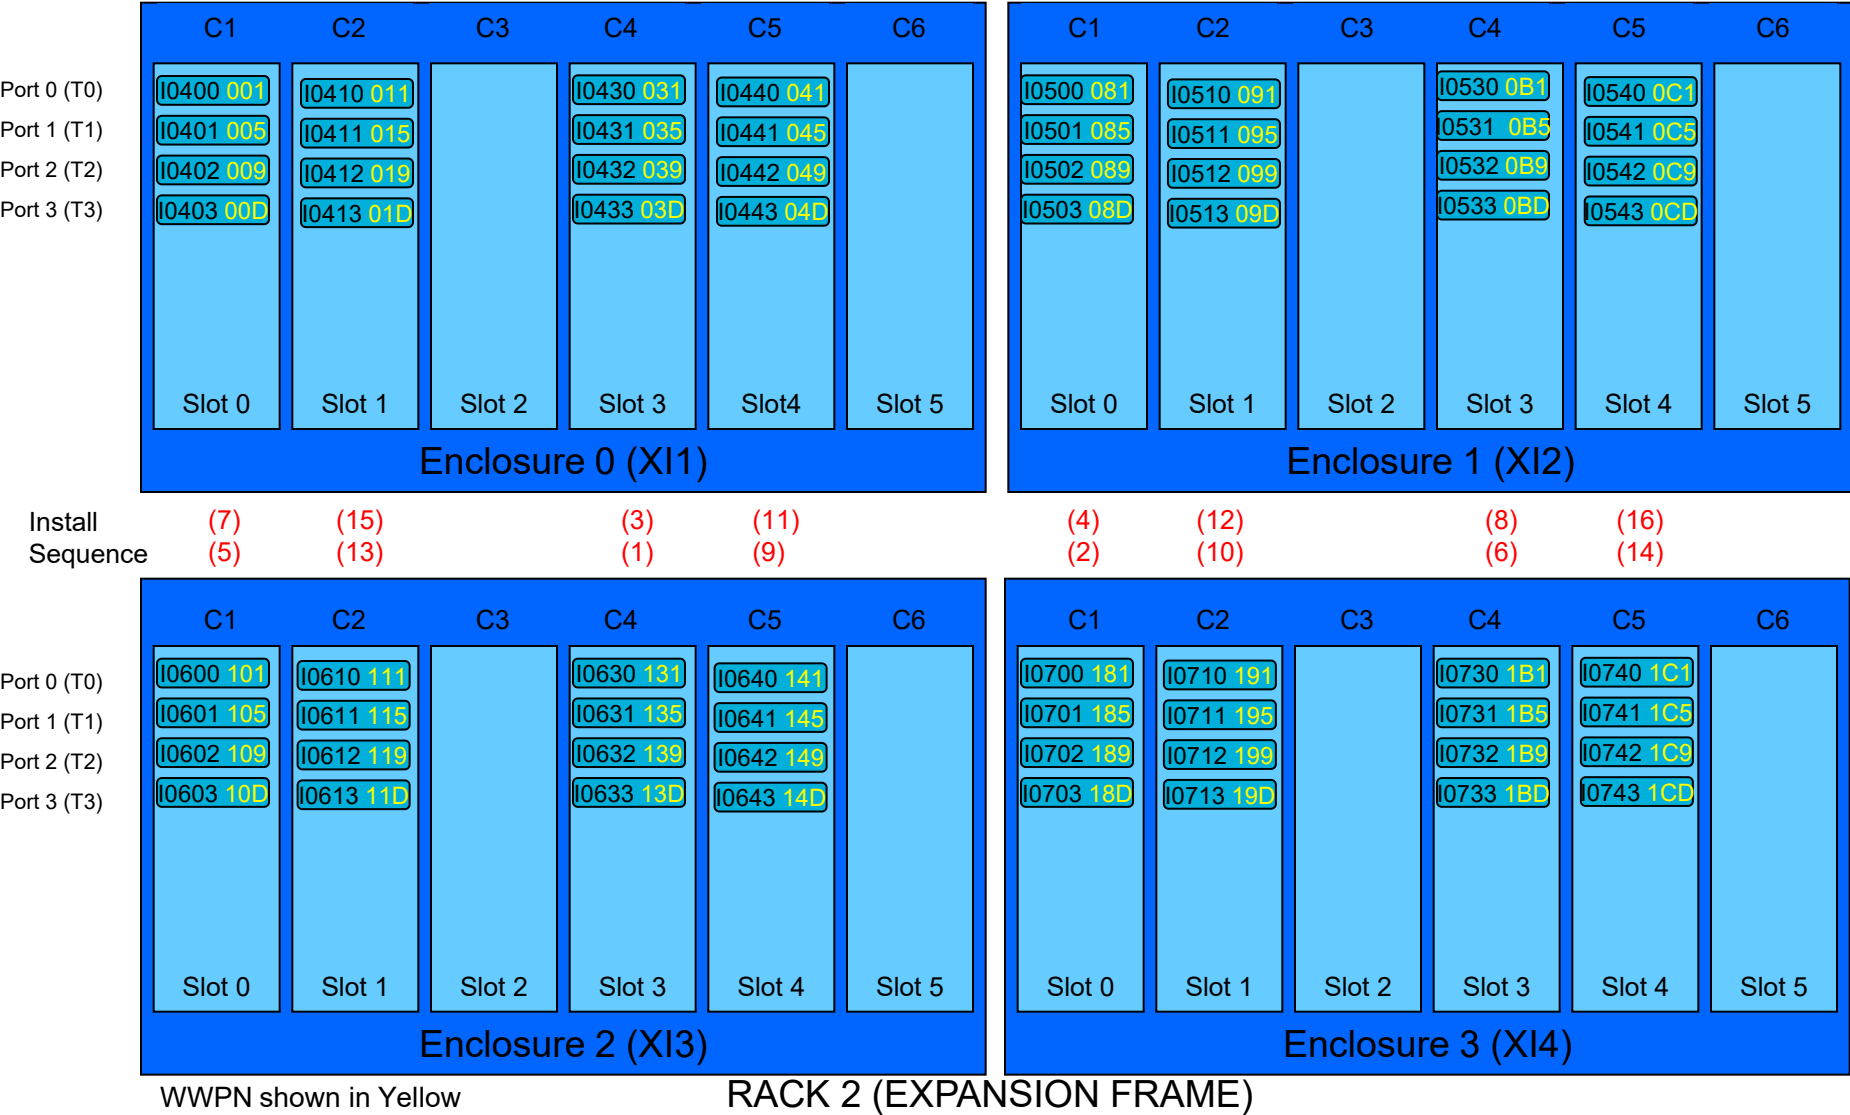 C1 C2 C3 C4 C5 C6 C1 C2 C3 C4 C5 C6
Port 0 (T0) I0400 001 I0410 011 I0430 031 I0440 041 I0500 081 I0510 091 I0530 0B1 I0540 0C1
Port 1 (T1) I0401 005 I0411 015 I0431 035 I0441 045 I0501 085 I0511 095 I0531 0B5 I0541 0C5
Port 2 (T2) I0402 009 I0412 019 I0432 039 I0442 049 I0502 089 I0512 099 I0532 0B9 I0542 0C9
Port 3 (T3) I0403 00D I0413 01D I0433 03D I0443 04D I0503 08D I0513 09D I0533 0BD I0543 0CD
Slot 0 Slot 1 Slot 2 Slot 3 Slot4 Slot 5 Slot 0 Slot 1 Slot 2 Slot 3 Slot 4 Slot 5
Enclosure 0 (XI1) Enclosure 1 (XI2)
Install (7) (15) (3) (11) (4) (12) (8) (16)
Sequence (5) (13) (1) (9) (2) (10) (6) (14)
C1 C2 C3 C4 C5 C6 C1 C2 C3 C4 C5 C6
Port 0 (T0) I0600 101 I0610 111 I0630 131 I0640 141 I0700 181 I0710 191 I0730 1B1 I0740 1C1
Port 1 (T1) I0601 105 I0611 115 I0631 135 I0641 145 I0701 185 I0711 195 I0731 1B5 I0741 1C5
Port 2 (T2) I0602 109 I0612 119 I0632 139 I0642 149 I0702 189 I0712 199 I0732 1B9 I0742 1C9
Port 3 (T3) I0603 10D I0613 11D I0633 13D I0643 14D I0703 18D I0713 19D I0733 1BD I0743 1CD
Slot 0 Slot 1 Slot 2 Slot 3 Slot 4 Slot 5 Slot 0 Slot 1 Slot 2 Slot 3 Slot 4 Slot 5
Enclosure 2 (XI3) Enclosure 3 (XI4)
WWPN shown in Yellow RACK 2 (EXPANSION FRAME)